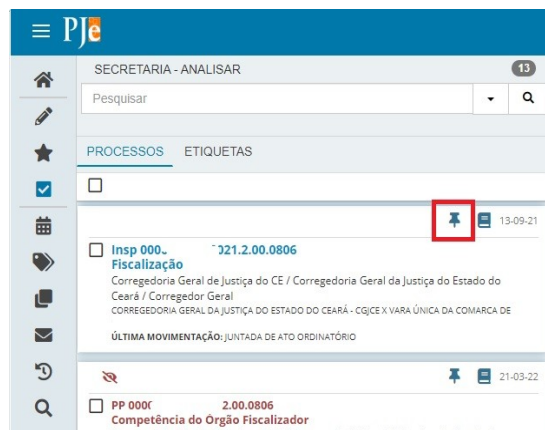 PJe
SECRETARIA - ANALISAR
13
Pesquisar
PROCESSOS ETIQUETAS
13-09-21
Insp 000 021.2.00.0806
Fiscalização
Corregedoria Geral de Justiça do CE / Corregedoria Geral da Justiça do Estado do
Ceará / Corregedor Geral
CORREGEDORIA GERAL DA JUSTIÇA DO ESTADO DO CEARÁ - CGJCE X VARA ÚNICA DA COMARCA DE
ÚLTIMA MOVIMENTAÇÃO: JUNTADA DE ATO ORDINATÓRIO
21-03-22
PP 000 2.00.0806
Competência do Órgão Fiscalizador